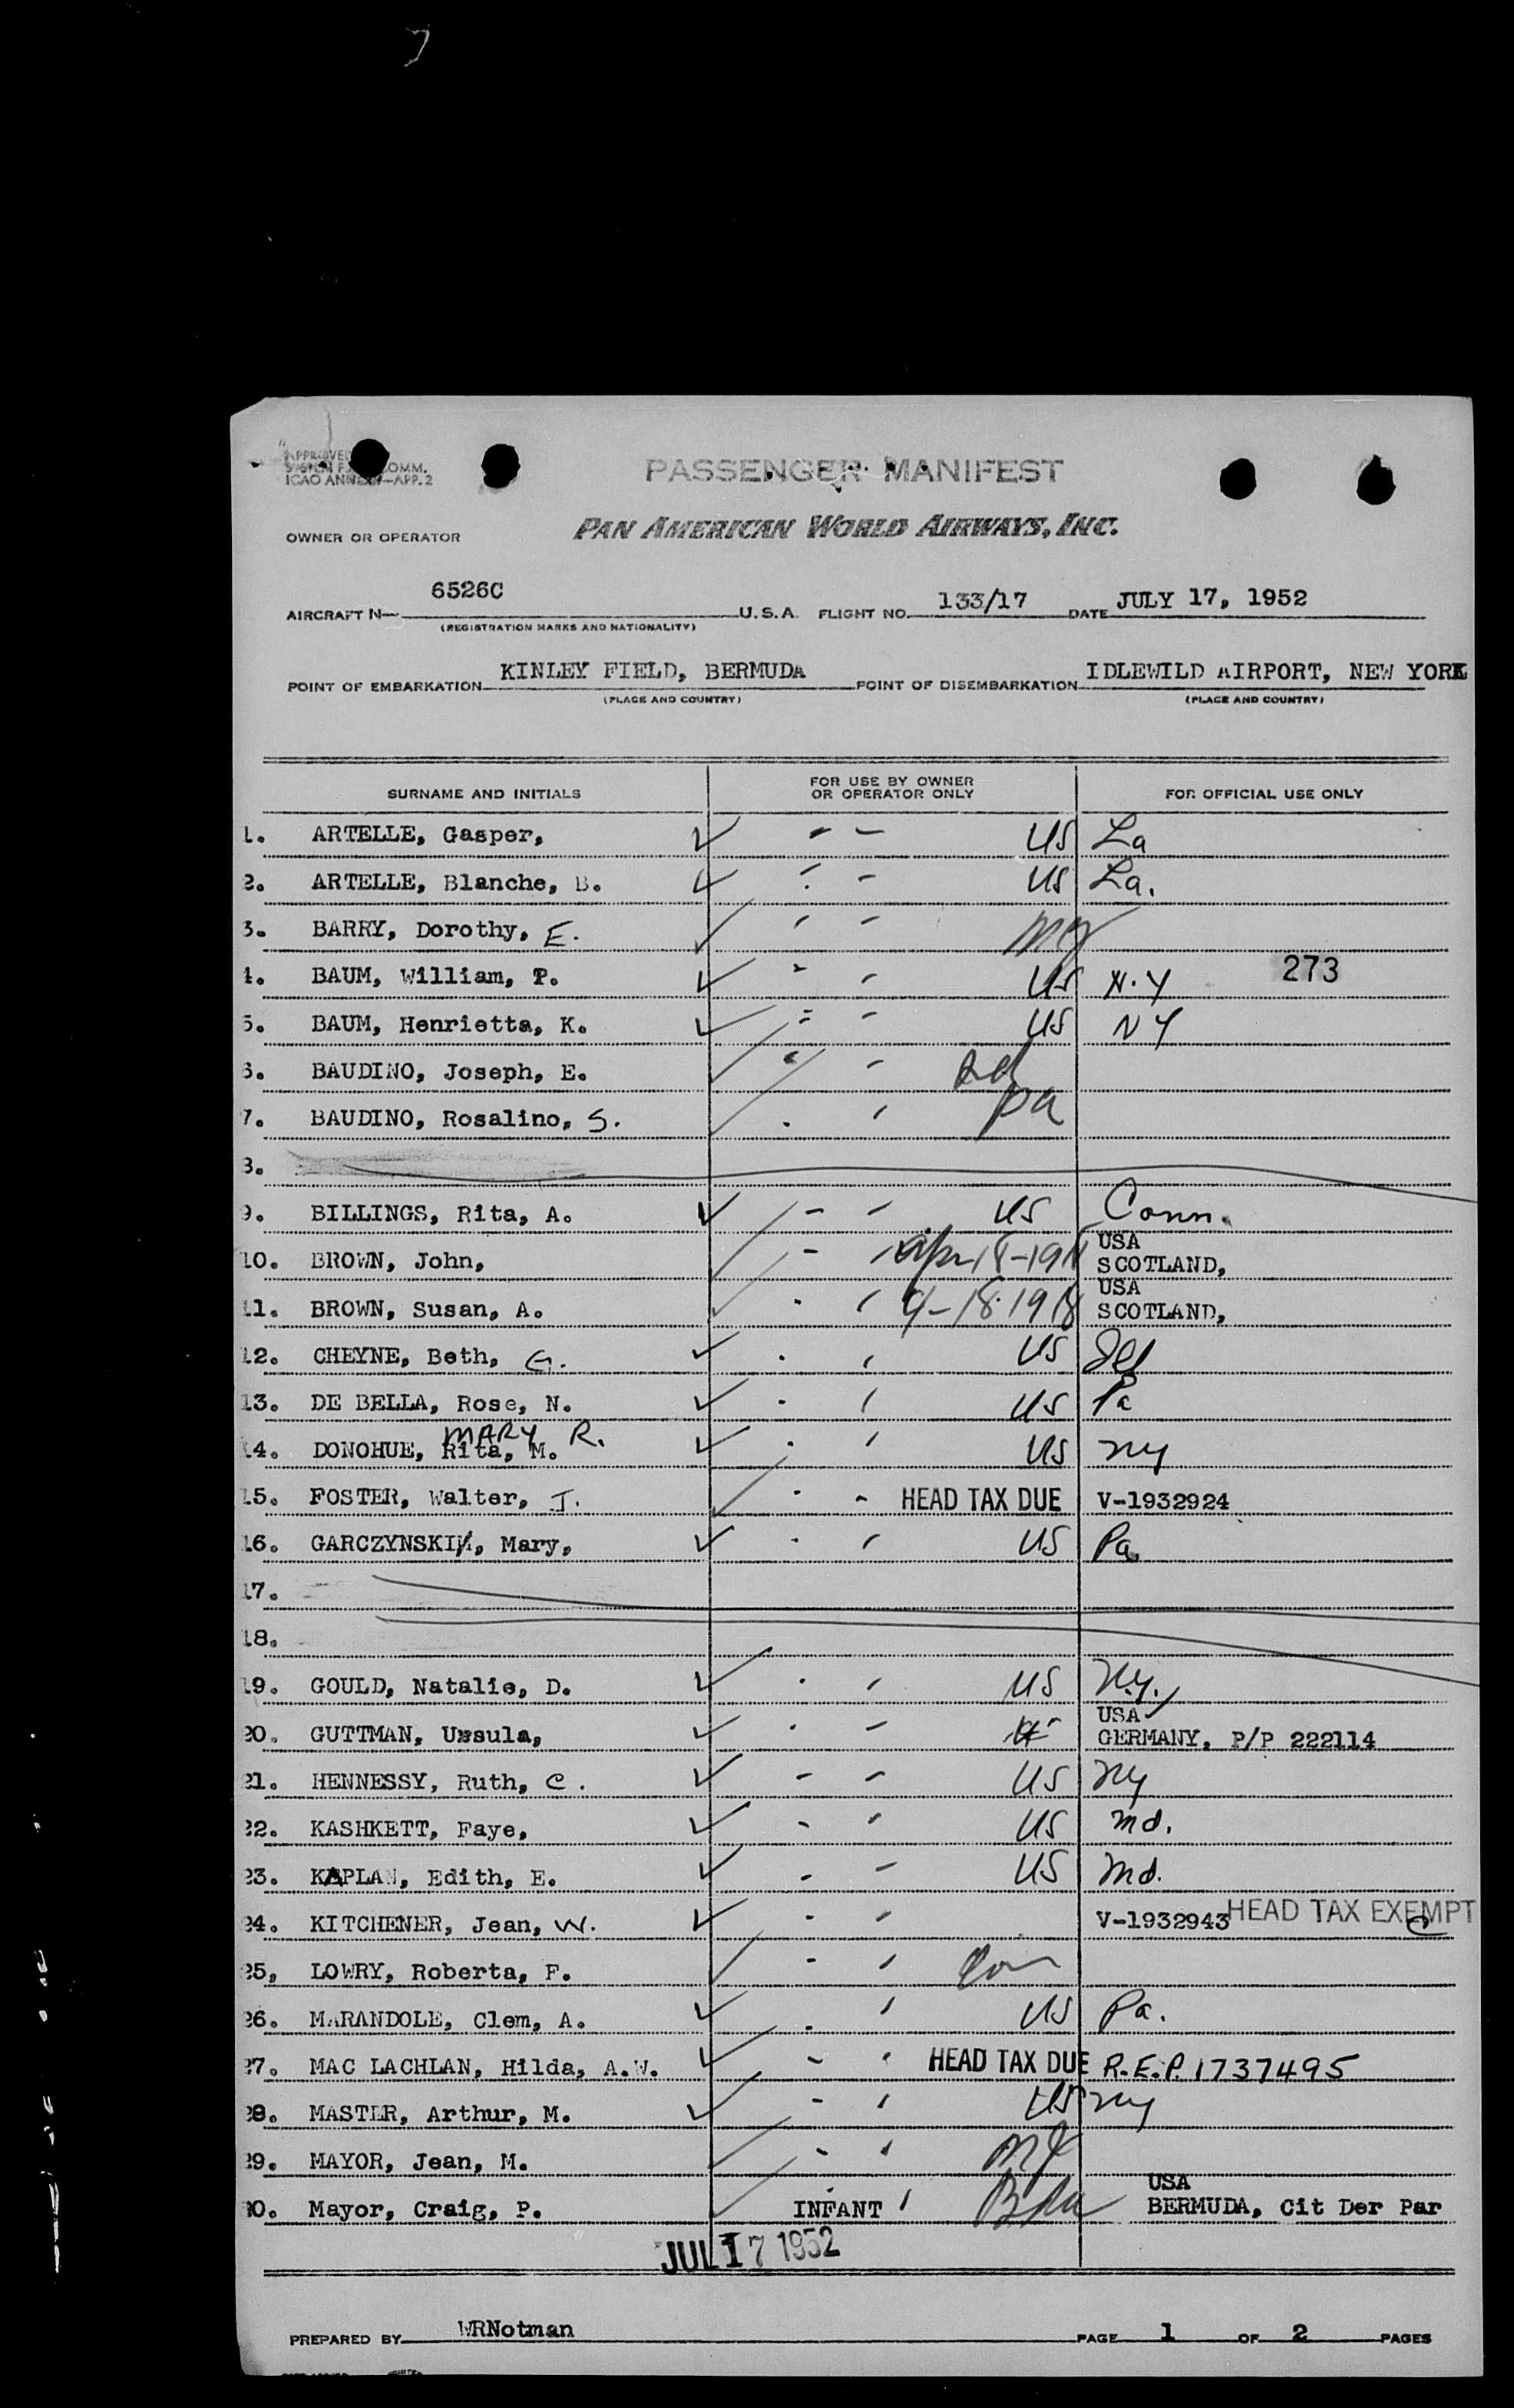 PASSENGER MANIFEST
ICAO ANNEX 9—APP. 2
OWNER OR OPERATOR PAN AMERICAN WORLD AIRWAYS, INC.
AIRCRAFT N— 6526C U.S.A. FLIGHT NO. 133/17 DATE JULY 17, 1952
(REGISTRATION MARKS AND NATIONALITY)
POINT OF EMBARKATION KINLEY FIELD, BERMUDA POINT OF DISEMBARKATION IDLEWILD AIRPORT, NEW YORK
(PLACE AND COUNTRY) (PLACE AND COUNTRY)
SURNAME AND INITIALS FOR USE BY OWNER OR OPERATOR ONLY FOR OFFICIAL USE ONLY
1. ARTELLE, Gasper, US La
2. ARTELLE, Blanche, B. US La.
3. BARRY, Dorothy, E. NY
4. BAUM, William, P. US N.Y 273
5. BAUM, Henrietta, K. US NY
6. BAUDINO, Joseph, E.
7. BAUDINO, Rosalino, S. Pa
8.
9. BILLINGS, Rita, A. US Conn.
10. BROWN, John, USA SCOTLAND,
11. BROWN, Susan, A. 4-18-1918 USA SCOTLAND,
12. CHEYNE, Beth, G. US Ill
13. DE BELLA, Rose, N. US Pa
14. DONOHUE, Rita, M. MARY R. US NY
15. FOSTER, Walter, J. HEAD TAX DUE V-1932924
16. GARCZYNSKI, Mary, US Pa.
17.
18.
19. GOULD, Natalie, D. US N.Y.
20. GUTTMAN, Ursula, USA GERMANY, P/P 222114
21. HENNESSY, Ruth, C. US NY
22. KASHKETT, Faye, US Md.
23. KAPLAN, Edith, E. US Md.
24. KITCHENER, Jean, W. V-1932943 HEAD TAX EXEMPT
25, LOWRY, Roberta, F.
26. MARANDOLE, Clem, A. US Pa.
27. MAC LACHLAN, Hilda, A.W. HEAD TAX DUE R.E.P. 1737495
28. MASTER, Arthur, M. US NY
29. MAYOR, Jean, M. NJ
30. Mayor, Craig, P. INFANT Bda USA BERMUDA, Cit Der Par
JUL 17 1952
PREPARED BY WRNotman PAGE 1 OF 2 PAGES